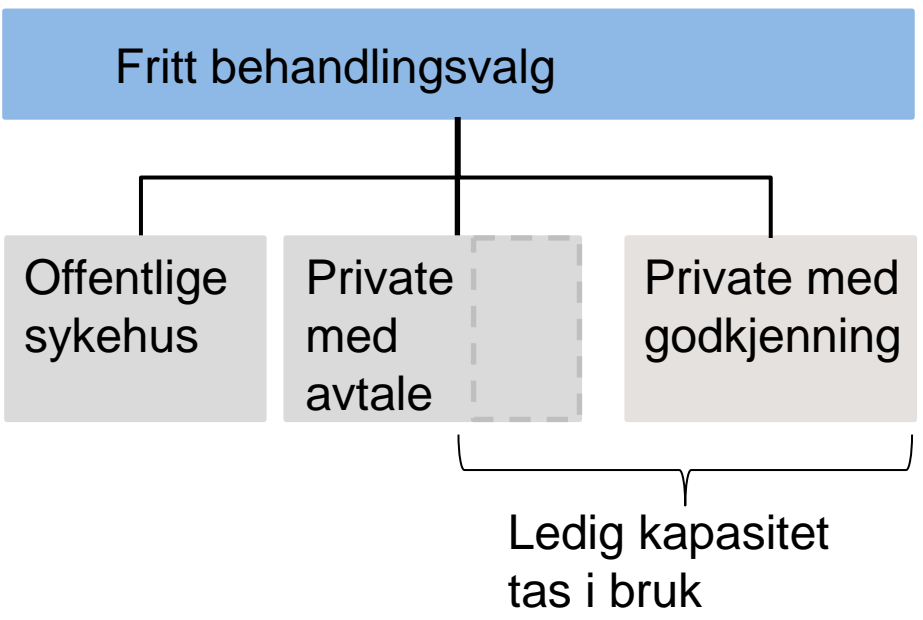 Fritt behandlingsvalg
Offentlige
sykehus
Private
med
avtale
Private med
godkjenning
Ledig kapasitet
tas i bruk